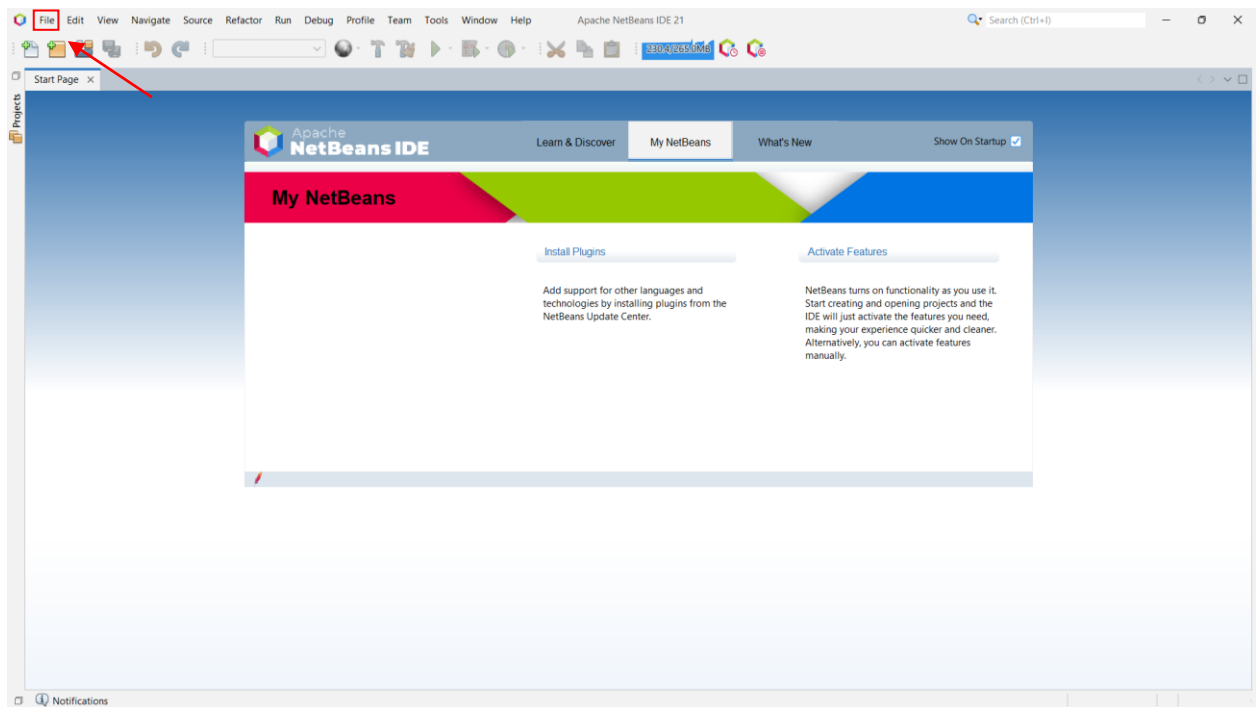 File Edit View Navigate Source Refactor Run Debug Profile Team Tools Window Help Apache NetBeans IDE 21 Search (Ctrl+I)
230.4/265.0MB
Start Page
Projects
Apache
NetBeans IDE
Learn & Discover My NetBeans What's New Show On Startup
My NetBeans
Install Plugins
Add support for other languages and
technologies by installing plugins from the
NetBeans Update Center.
Activate Features
NetBeans turns on functionality as you use it.
Start creating and opening projects and the
IDE will just activate the features you need,
making your experience quicker and cleaner.
Alternatively, you can activate features
manually.
Notifications